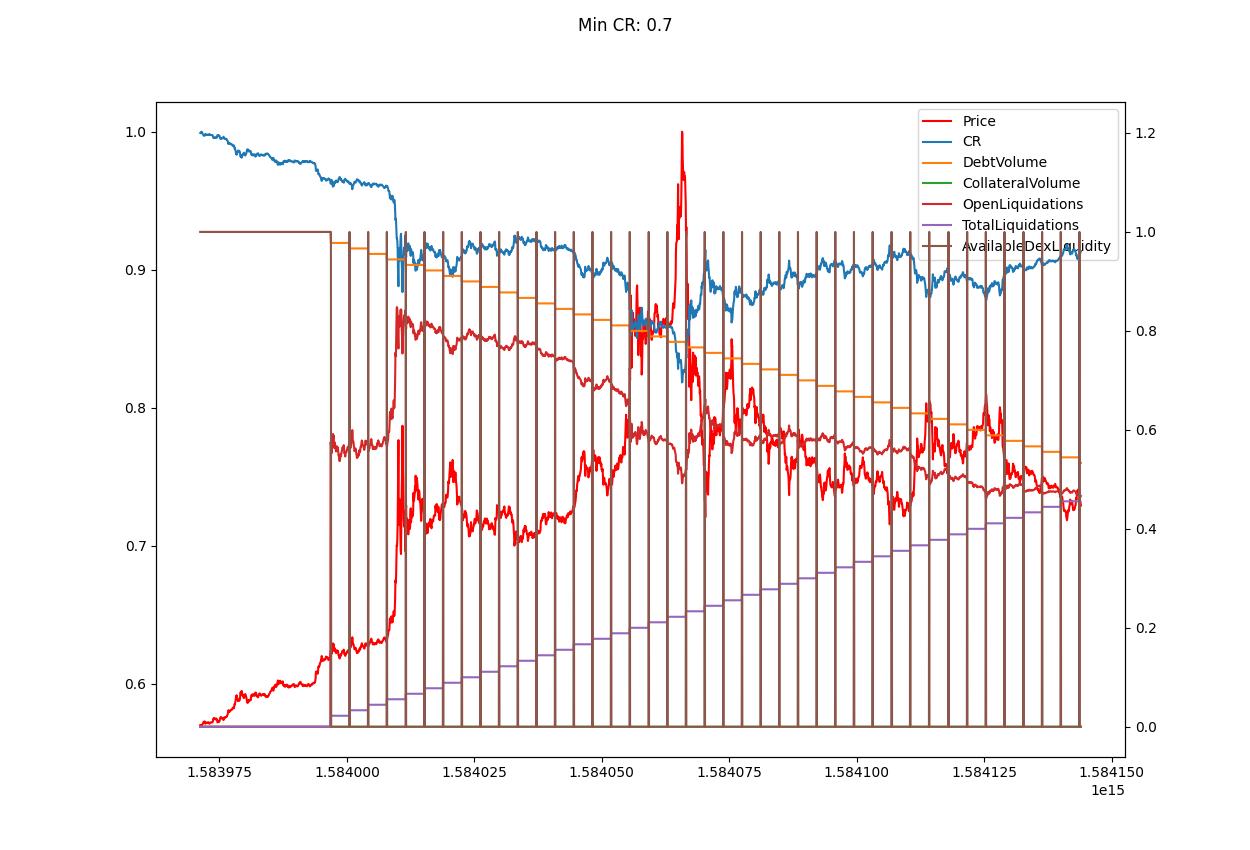 Min CR: 0.7
1.0
0.9
0.8
0.7
0.6
1.2
1.0
0.8
0.6
0.4
0.2
0.0
Price
CR
DebtVolume
CollateralVolume
OpenLiquidations
TotalLiquidations
AvailableDexLiquidity
1.583975
1.584000
1.584025
1.584050
1.584075
1.584100
1.584125
1.584150
1e15